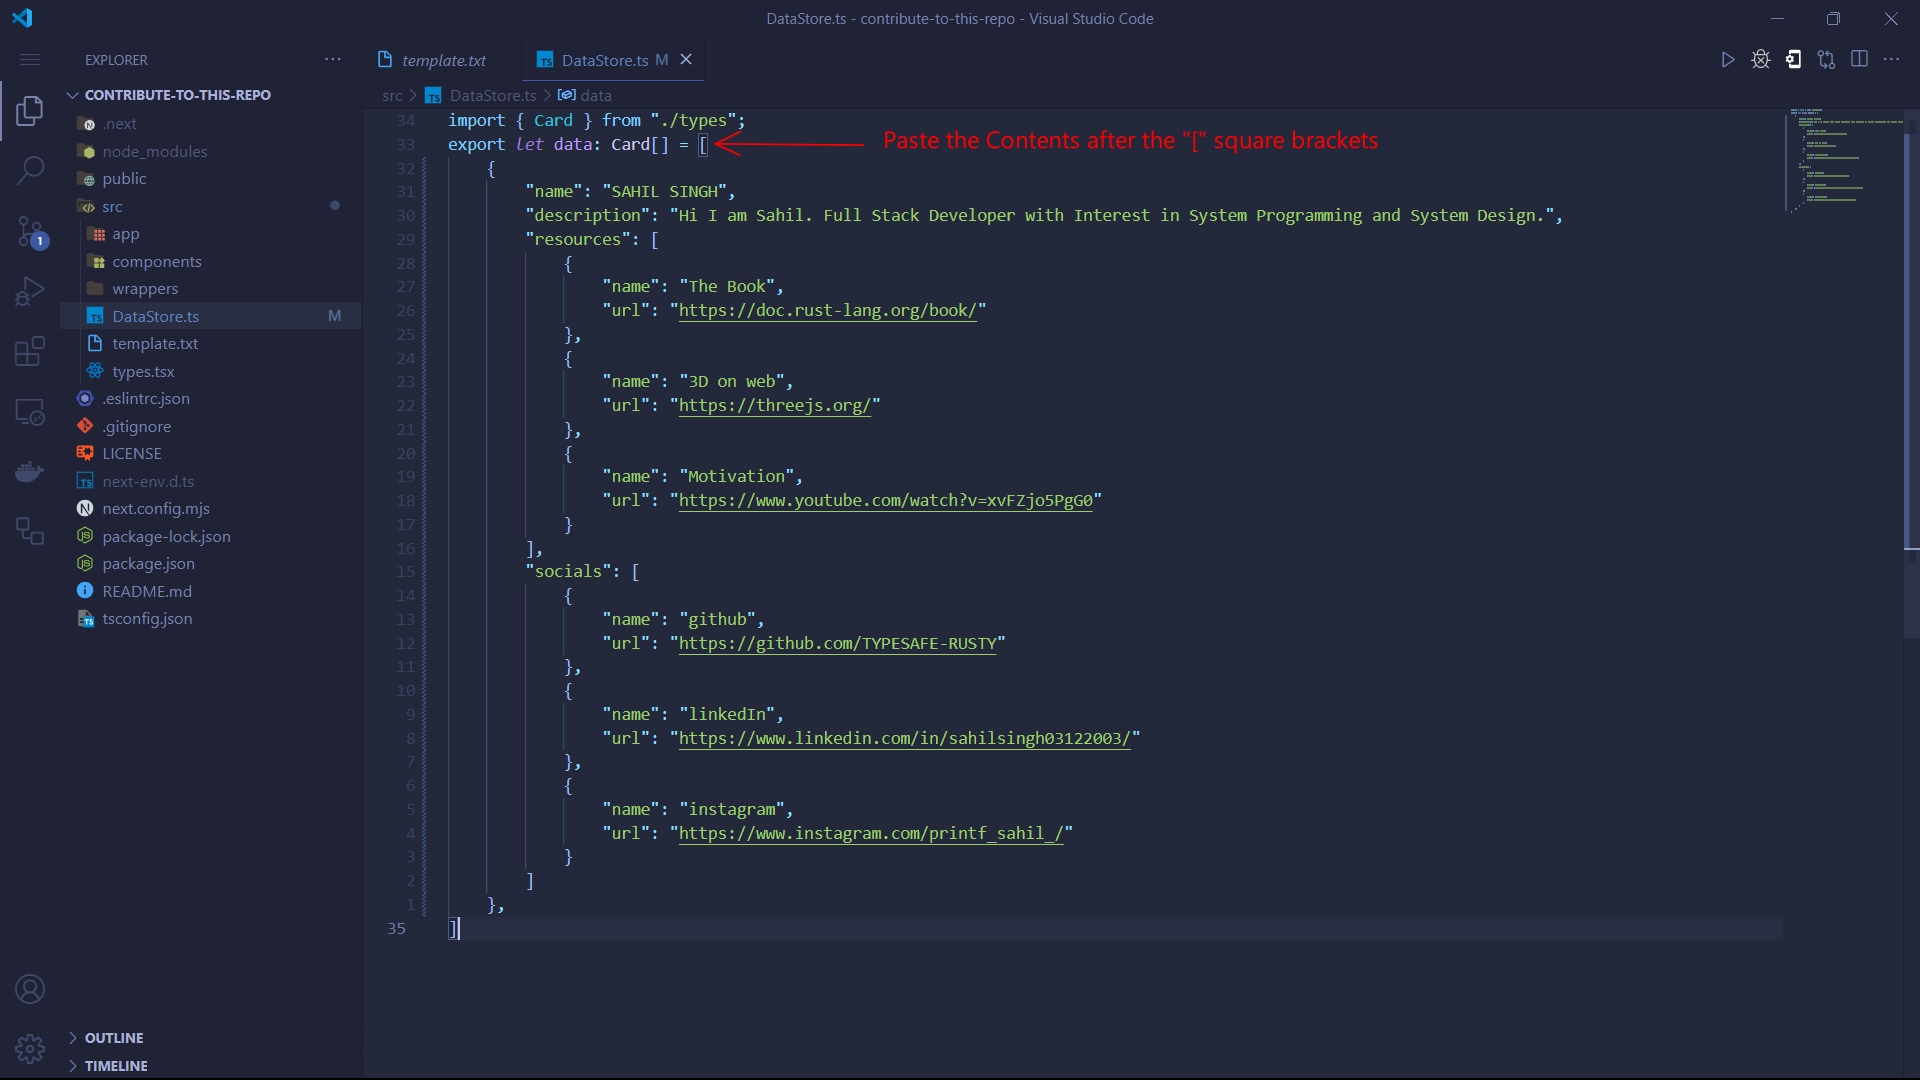 DataStore.ts - contribute-to-this-repo - Visual Studio Code
EXPLORER
CONTRIBUTE-TO-THIS-REPO
.next
node_modules
public
src
app
components
wrappers
DataStore.ts M
template.txt
types.tsx
.eslintrc.json
.gitignore
LICENSE
next-env.d.ts
next.config.mjs
package-lock.json
package.json
README.md
tsconfig.json
OUTLINE
TIMELINE
1
template.txt
DataStore.ts M
src > DataStore.ts > data
34 import { Card } from "./types";
33 export let data: Card[] = [
Paste the Contents after the "[" square brackets
32 {
31 "name": "SAHIL SINGH",
30 "description": "Hi I am Sahil. Full Stack Developer with Interest in System Programming and System Design.",
29 "resources": [
28 {
27 "name": "The Book",
26 "url": "https://doc.rust-lang.org/book/"
25 },
24 {
23 "name": "3D on web",
22 "url": "https://threejs.org/"
21 },
20 {
19 "name": "Motivation",
18 "url": "https://www.youtube.com/watch?v=xvFZjo5PgG0"
17 }
16 ],
15 "socials": [
14 {
13 "name": "github",
12 "url": "https://github.com/TYPESAFE-RUSTY"
11 },
10 {
9 "name": "linkedIn",
8 "url": "https://www.linkedin.com/in/sahilsingh03122003/"
7 },
6 {
5 "name": "instagram",
4 "url": "https://www.instagram.com/printf_sahil_/"
3 }
2 ]
1 },
35 ]